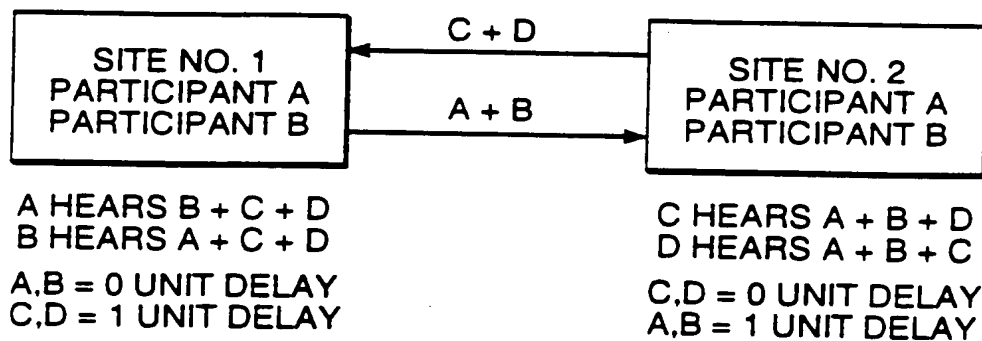 SITE NO. 1
PARTICIPANT A
PARTICIPANT B
C + D
A + B
SITE NO. 2
PARTICIPANT A
PARTICIPANT B
A HEARS B + C + D
B HEARS A + C + D
A,B = 0 UNIT DELAY
C,D = 1 UNIT DELAY
C HEARS A + B + D
D HEARS A + B + C
C,D = 0 UNIT DELAY
A,B = 1 UNIT DELAY